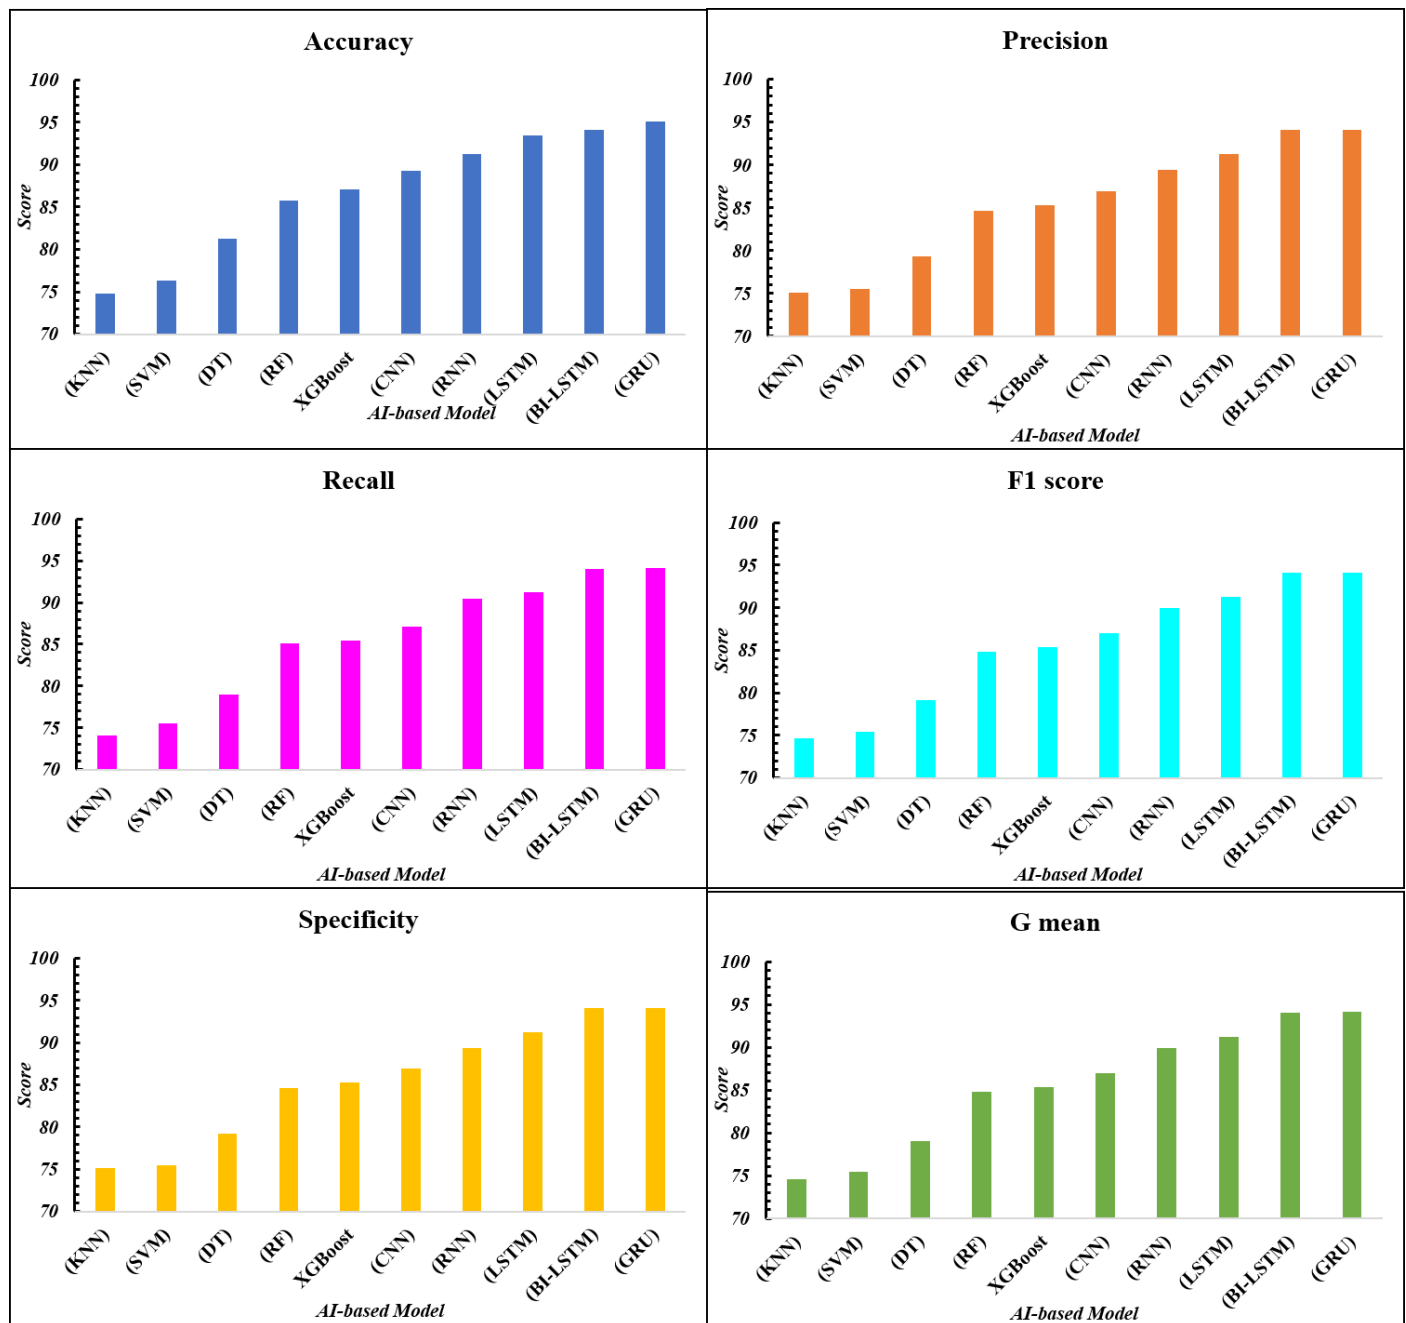 Accuracy
100
95
90
85
80
75
70
Score
(KNN)
(SVM)
(DT)
(RF)
XGBoost
(CNN)
(RNN)
(LSTM)
(BI-LSTM)
(GRU)
AI-based Model
Precision
100
95
90
85
80
75
70
Score
(KNN)
(SVM)
(DT)
(RF)
XGBoost
(CNN)
(RNN)
(LSTM)
(BI-LSTM)
(GRU)
AI-based Model
Recall
100
95
90
85
80
75
70
Score
(KNN)
(SVM)
(DT)
(RF)
XGBoost
(CNN)
(RNN)
(LSTM)
(BI-LSTM)
(GRU)
AI-based Model
F1 score
100
95
90
85
80
75
70
Score
(KNN)
(SVM)
(DT)
(RF)
XGBoost
(CNN)
(RNN)
(LSTM)
(BI-LSTM)
(GRU)
AI-based Model
Specificity
100
95
90
85
80
75
70
Score
(KNN)
(SVM)
(DT)
(RF)
XGBoost
(CNN)
(RNN)
(LSTM)
(BI-LSTM)
(GRU)
AI-based Model
G mean
100
95
90
85
80
75
70
Score
(KNN)
(SVM)
(DT)
(RF)
XGBoost
(CNN)
(RNN)
(LSTM)
(BI-LSTM)
(GRU)
AI-based Model